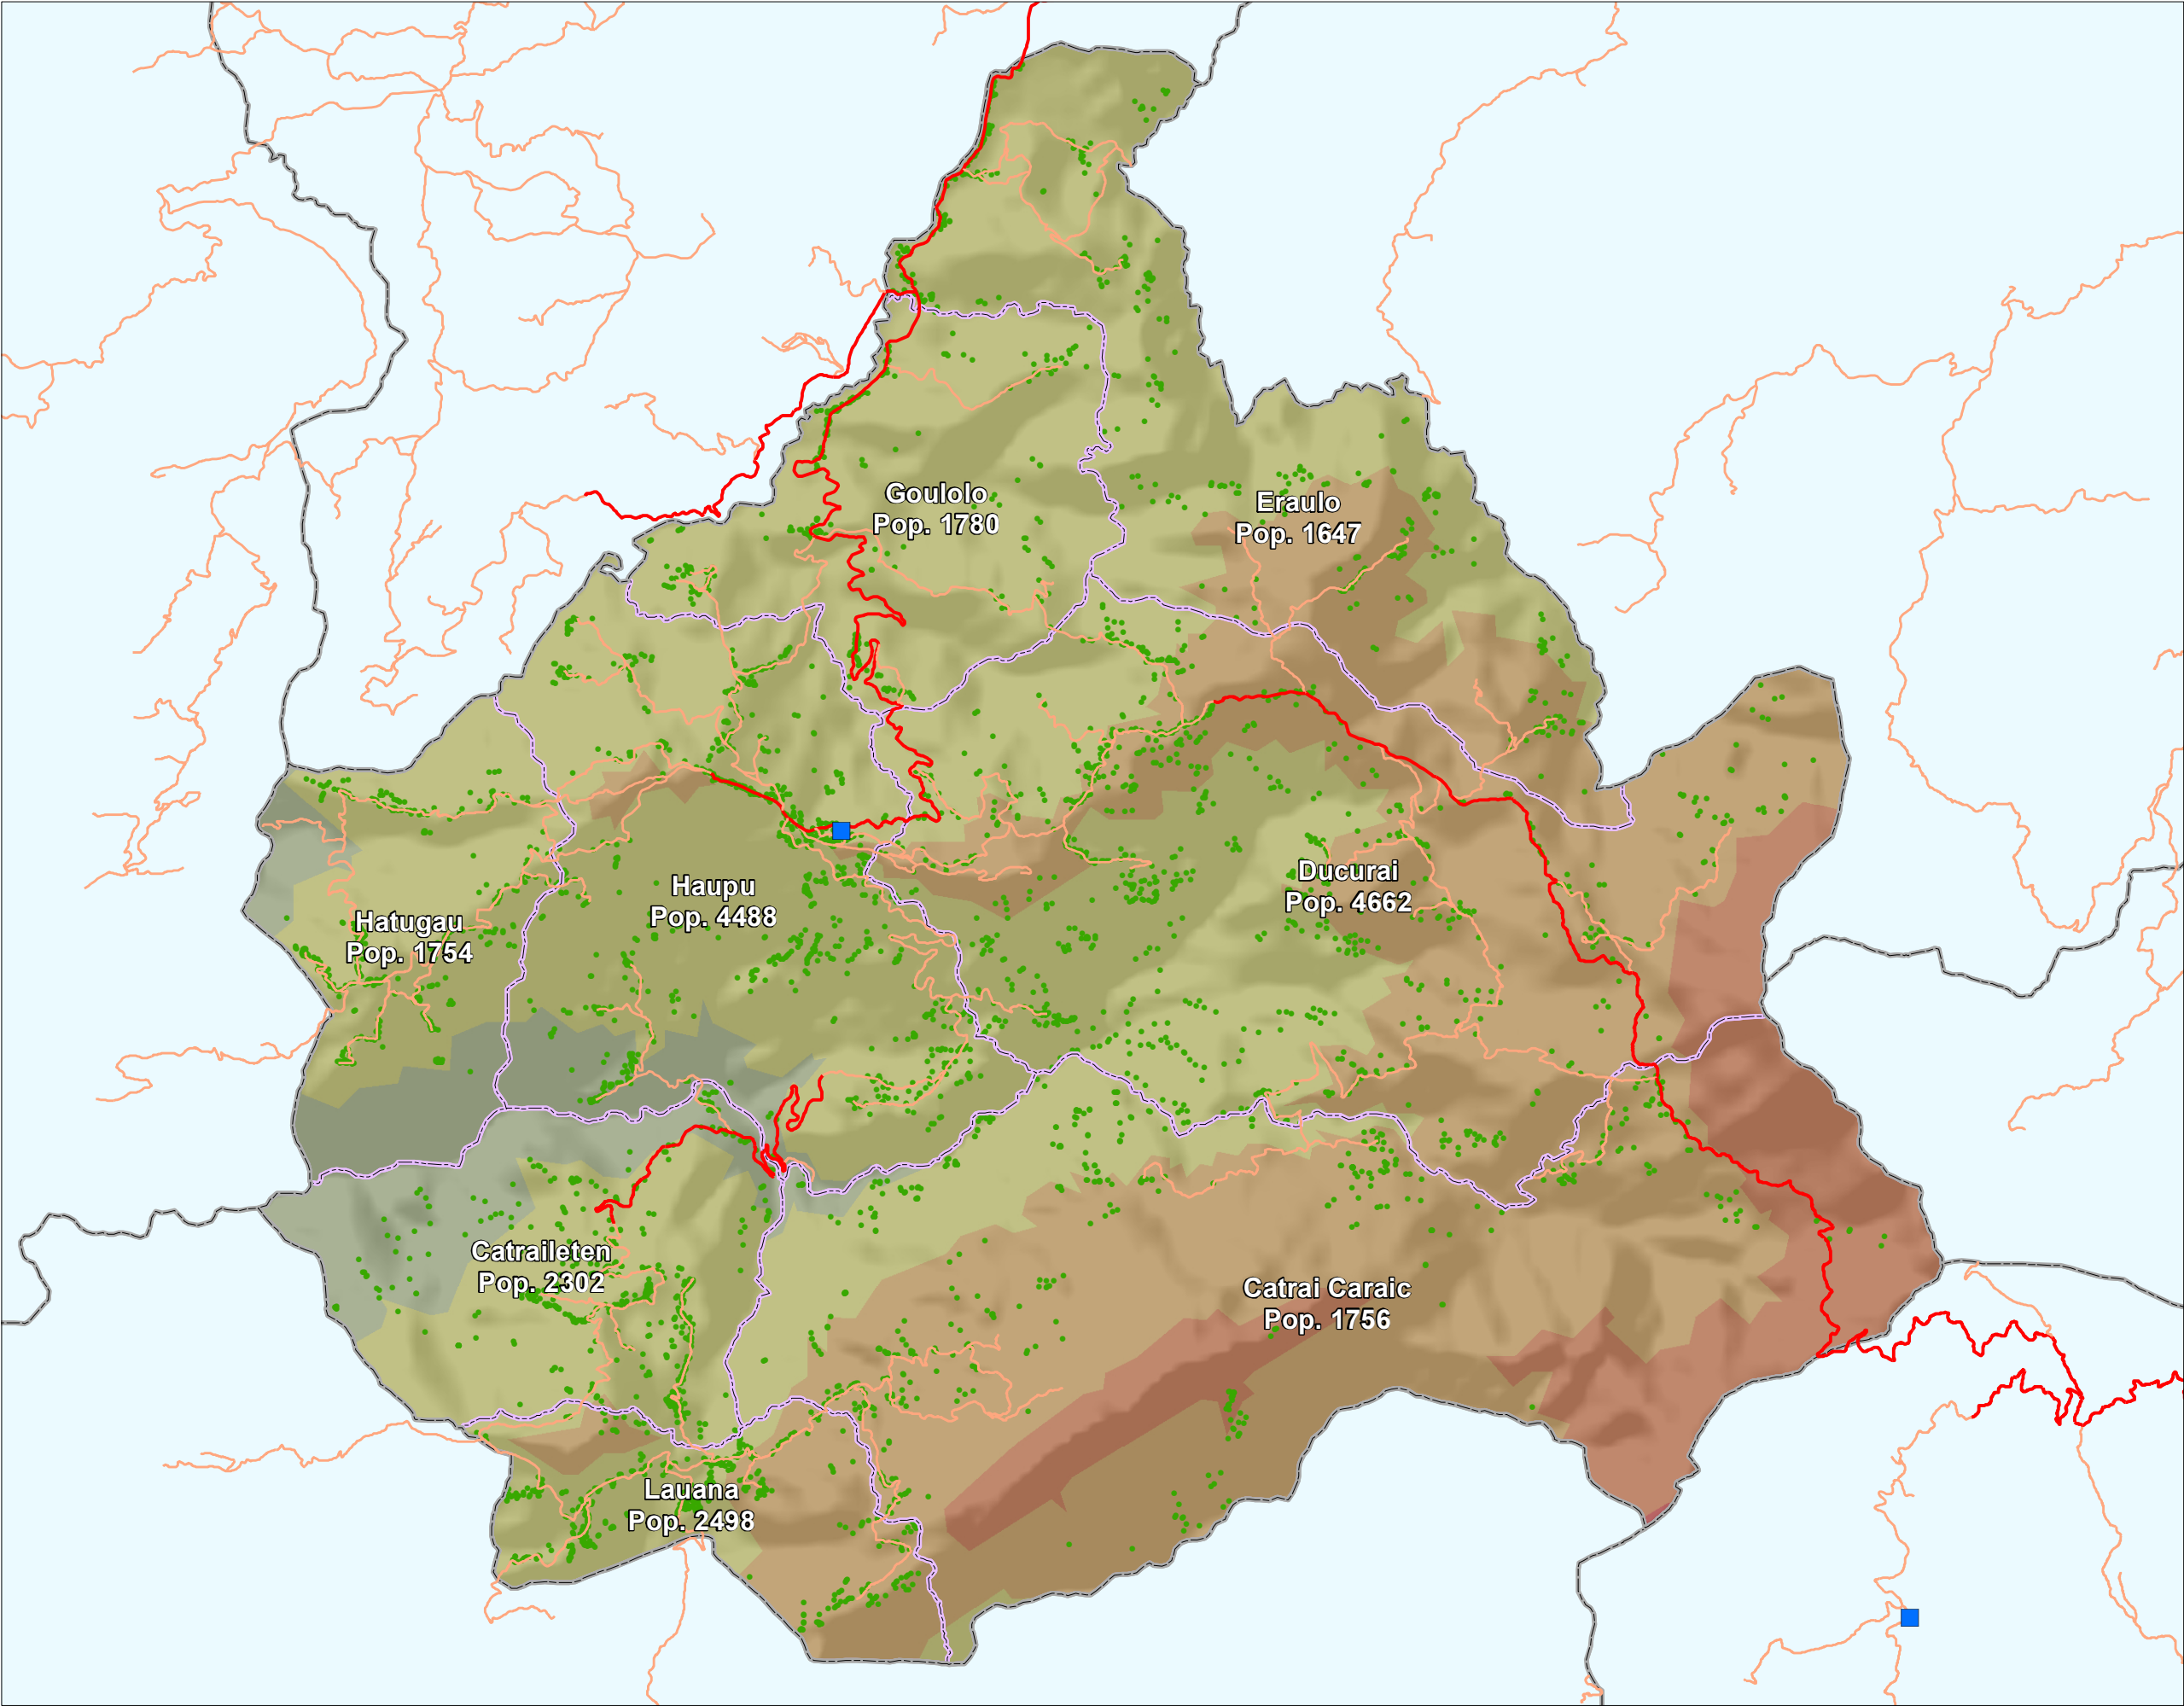 Goulolo
Pop. 1780
Eraulo
Pop. 1647
Ducurai
Pop. 4662
Haupu
Pop. 4488
Hatugau
Pop. 1754
Catraileten
Pop. 2302
Catrai Caraic
Pop. 1756
Lauana
Pop. 2498